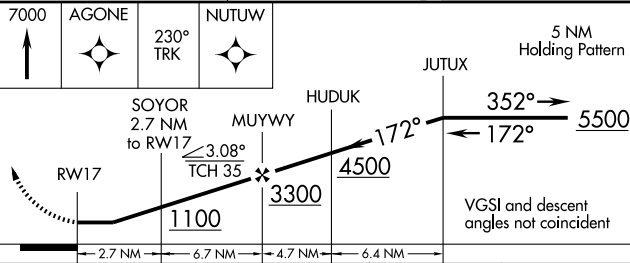 7000
AGONE
230°
TRK
NUTUW
5 NM
Holding Pattern
JUTUX
HUDUK
352°
SOYOR
2.7 NM
to RW17
MUYWY
172°
172°
5500
3.08°
TCH 35
4500
RW17
3300
1100
VGSI and descent
angles not coincident
2.7 NM
6.7 NM
4.7 NM
6.4 NM